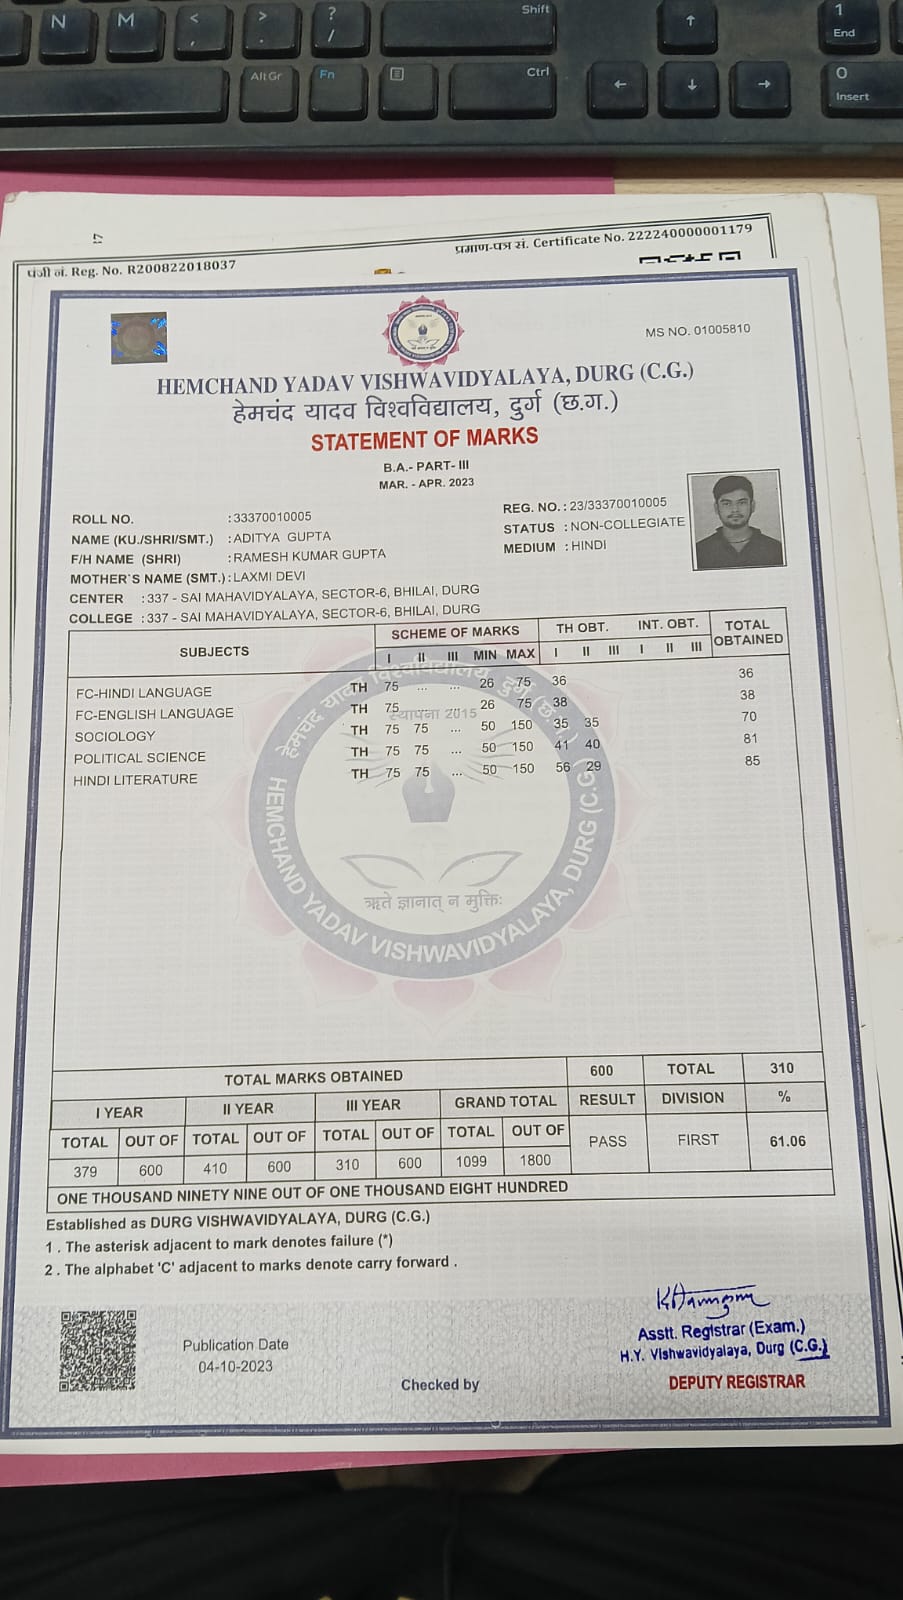 N M < , > . ? / Shift ↑ 1 End
Alt Gr Fn Ctrl ← ↓ → 0 Insert
17
पंजी नं. Reg. No. R200822018037
प्रमाण-पत्र सं. Certificate No. 222240000001179
MS NO. 01005810
HEMCHAND YADAV VISHWAVIDYALAYA, DURG (C.G.)
हेमचंद यादव विश्वविद्यालय, दुर्ग (छ.ग.)
STATEMENT OF MARKS
B.A.- PART- III
MAR. - APR. 2023
ROLL NO. :33370010005
REG. NO. : 23/33370010005
NAME (KU./SHRI/SMT.) : ADITYA GUPTA
STATUS : NON-COLLEGIATE
F/H NAME (SHRI) : RAMESH KUMAR GUPTA
MEDIUM : HINDI
MOTHER`S NAME (SMT.) : LAXMI DEVI
CENTER : 337 - SAI MAHAVIDYALAYA, SECTOR-6, BHILAI, DURG
COLLEGE : 337 - SAI MAHAVIDYALAYA, SECTOR-6, BHILAI, DURG
SUBJECTS SCHEME OF MARKS TH OBT. INT. OBT. TOTAL OBTAINED
I II III MIN MAX I II III I II III
FC-HINDI LANGUAGE TH 75 ... ... 26 75 36 36
FC-ENGLISH LANGUAGE TH 75 ... ... 26 75 38 38
SOCIOLOGY TH 75 75 ... 50 150 35 35 70
POLITICAL SCIENCE TH 75 75 ... 50 150 41 40 81
HINDI LITERATURE TH 75 75 ... 50 150 56 29 85
हेमचंद यादव विश्वविद्यालय, दुर्ग (छ.ग.)
स्थापना 2015
ऋते ज्ञानात् न मुक्तिः
HEMCHAND YADAV VISHWAVIDYALAYA, DURG (C.G.)
TOTAL MARKS OBTAINED 600 TOTAL 310
I YEAR II YEAR III YEAR GRAND TOTAL RESULT DIVISION %
TOTAL OUT OF TOTAL OUT OF TOTAL OUT OF TOTAL OUT OF PASS FIRST 61.06
379 600 410 600 310 600 1099 1800
ONE THOUSAND NINETY NINE OUT OF ONE THOUSAND EIGHT HUNDRED
Established as DURG VISHWAVIDYALAYA, DURG (C.G.)
1 . The asterisk adjacent to mark denotes failure (*)
2 . The alphabet 'C' adjacent to marks denote carry forward .
Publication Date
04-10-2023
Checked by
Asstt. Registrar (Exam.)
H.Y. Vishwavidyalaya, Durg (C.G.)
DEPUTY REGISTRAR